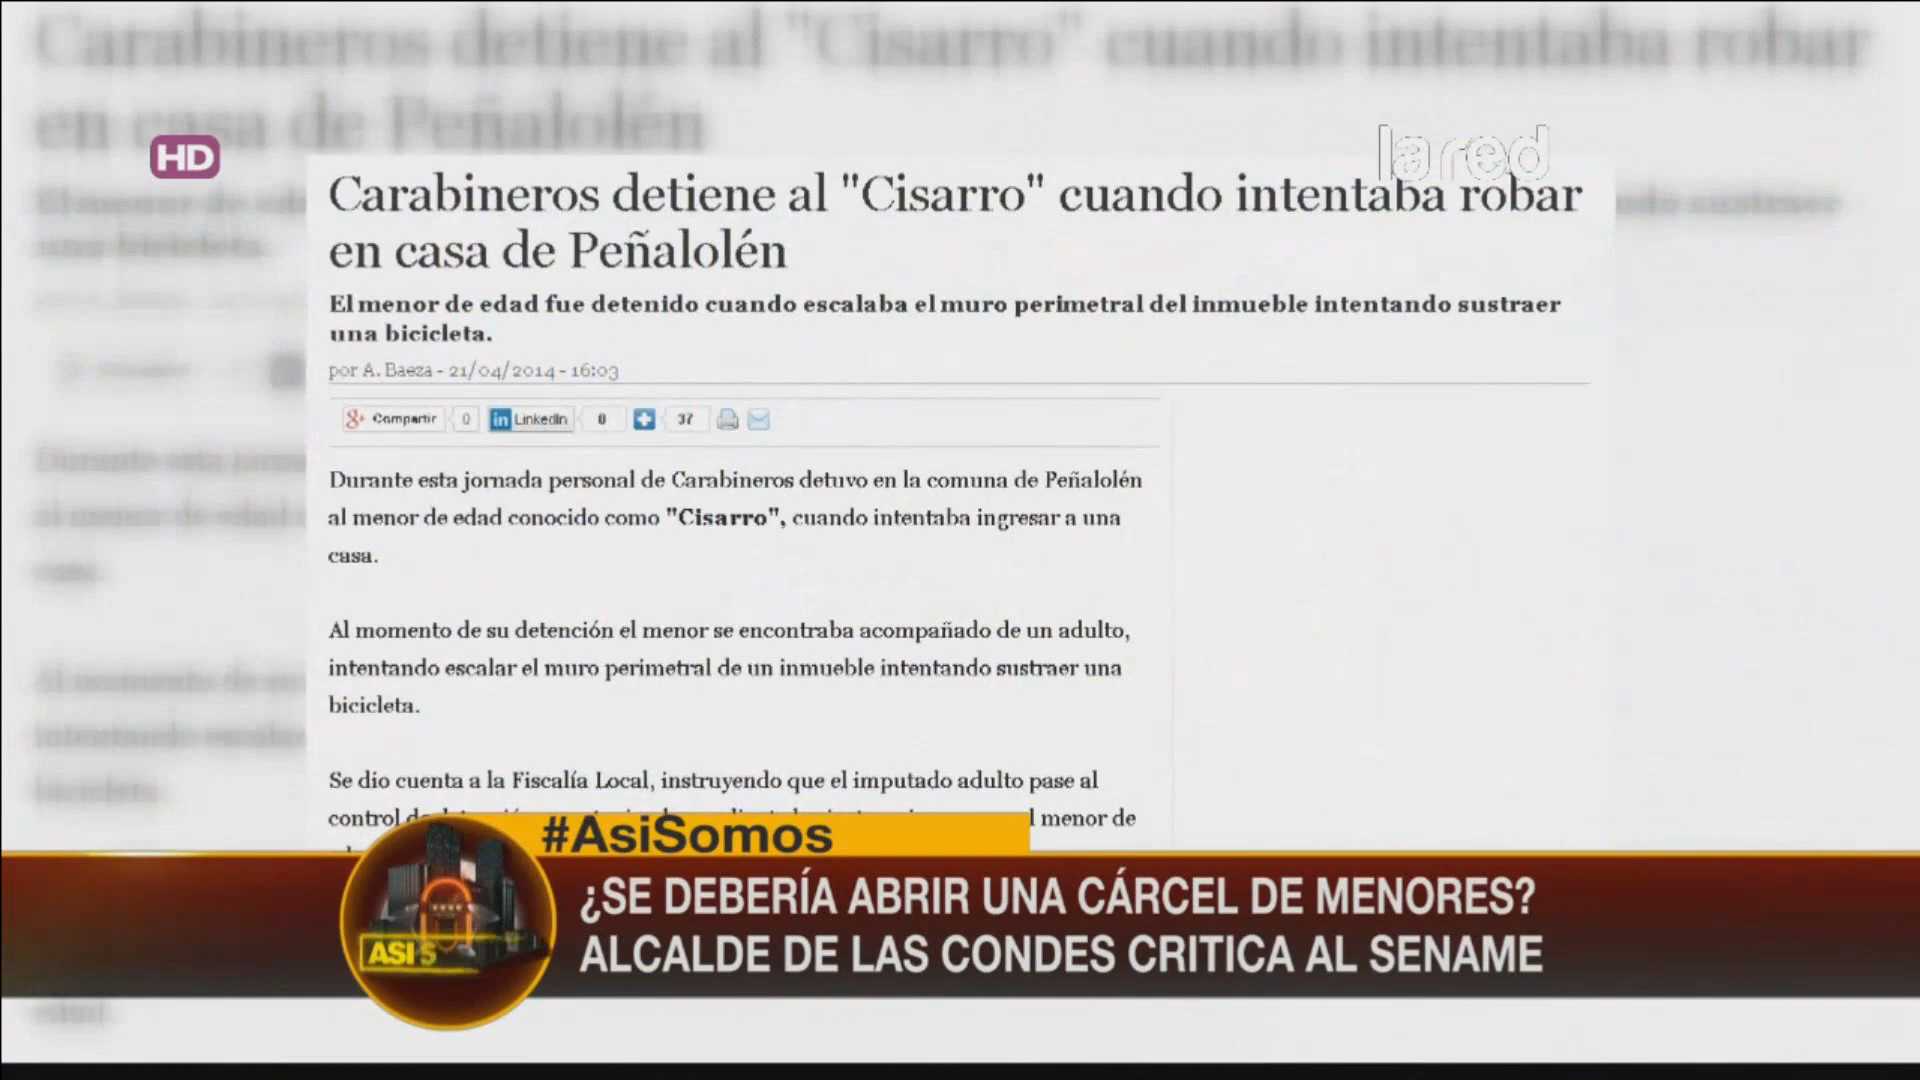 HD
la red
Carabineros detiene al "Cisarro" cuando intentaba robar
en casa de Peñalolén
El menor de edad fue detenido cuando escalaba el muro perimetral del inmueble intentando sustraer
una bicicleta.
por A. Baeza - 21/04/2014 - 16:03
8+ Compartir 0 in LinkedIn 0 37
Durante esta jornada personal de Carabineros detuvo en la comuna de Peñalolén
al menor de edad conocido como "Cisarro", cuando intentaba ingresar a una
casa.
Al momento de su detención el menor se encontraba acompañado de un adulto,
intentando escalar el muro perimetral de un inmueble intentando sustraer una
bicicleta.
Se dio cuenta a la Fiscalía Local, instruyendo que el imputado adulto pase al
control menor de
#AsiSomos
ASI S
¿SE DEBERÍA ABRIR UNA CÁRCEL DE MENORES?
ALCALDE DE LAS CONDES CRITICA AL SENAME